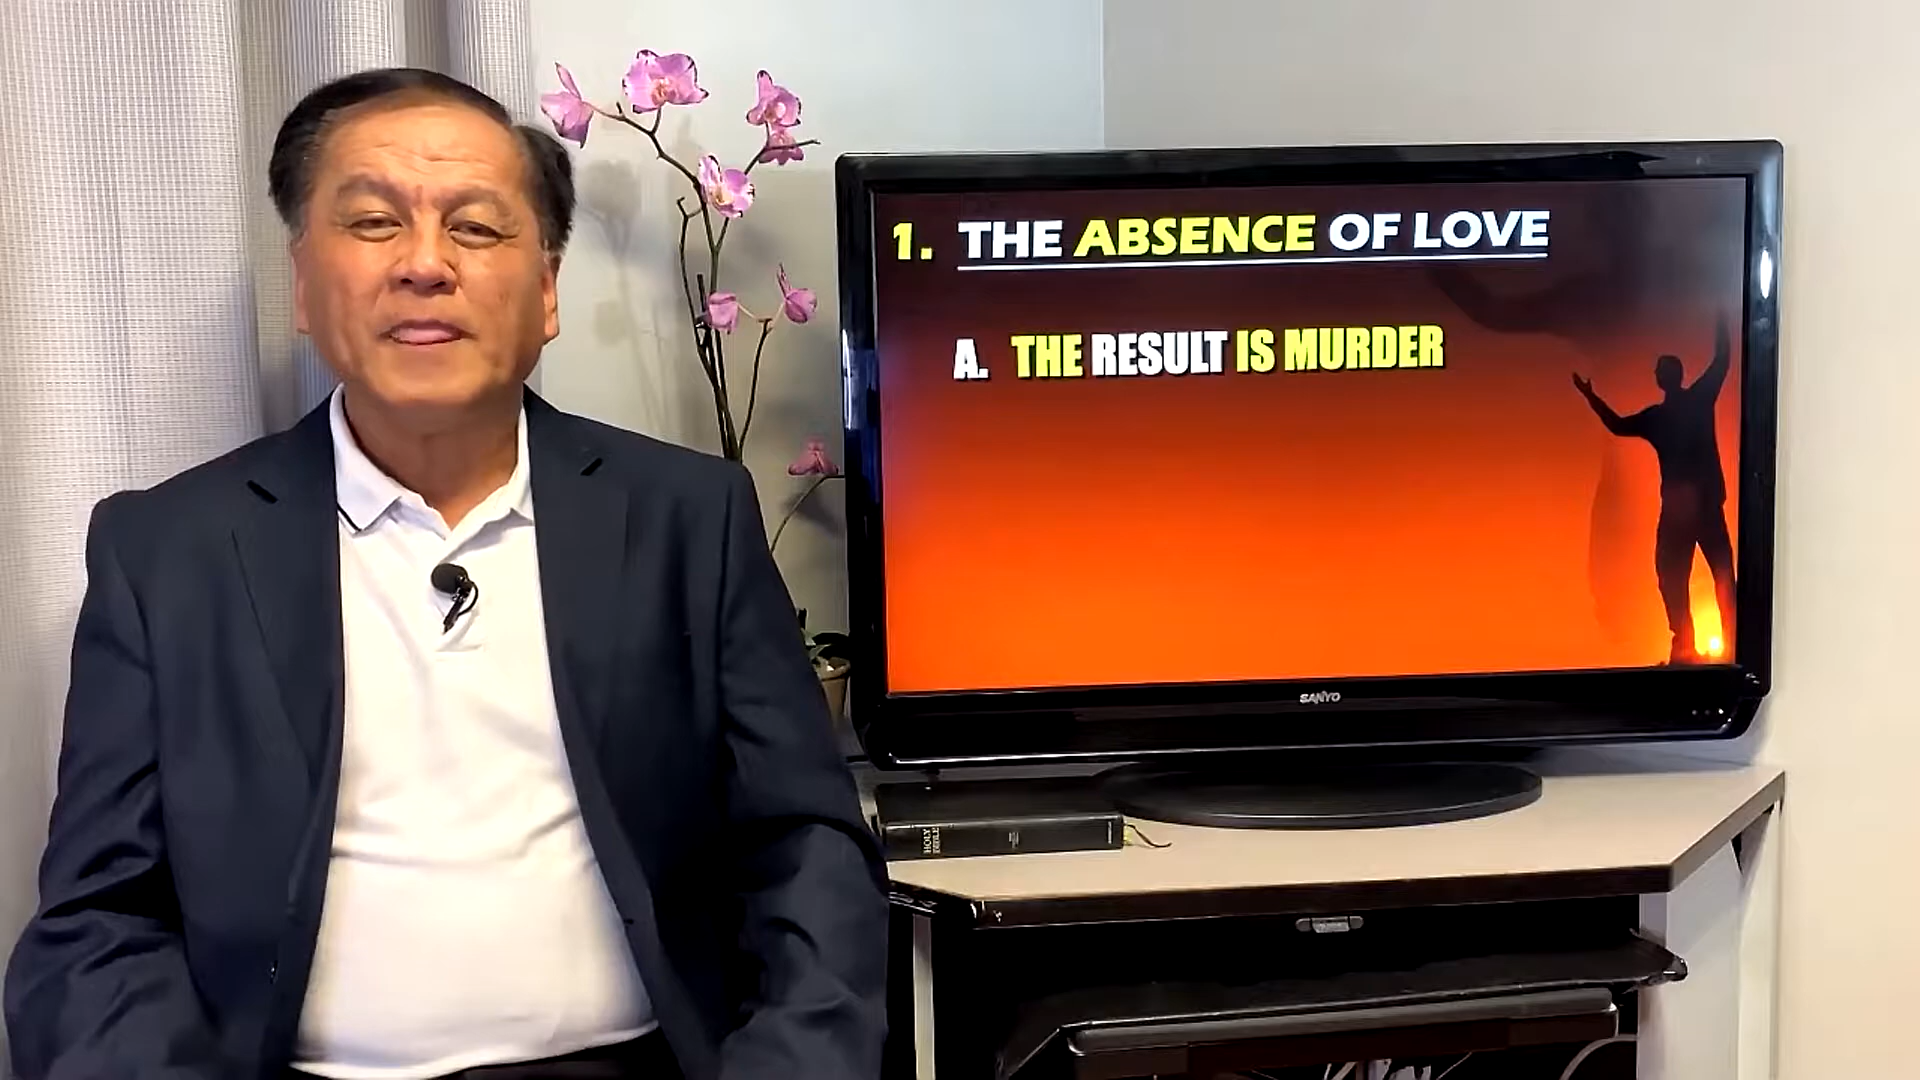 1. THE ABSENCE OF LOVE
A. THE RESULT IS MURDER
SANYO
HOLY
BIBLE